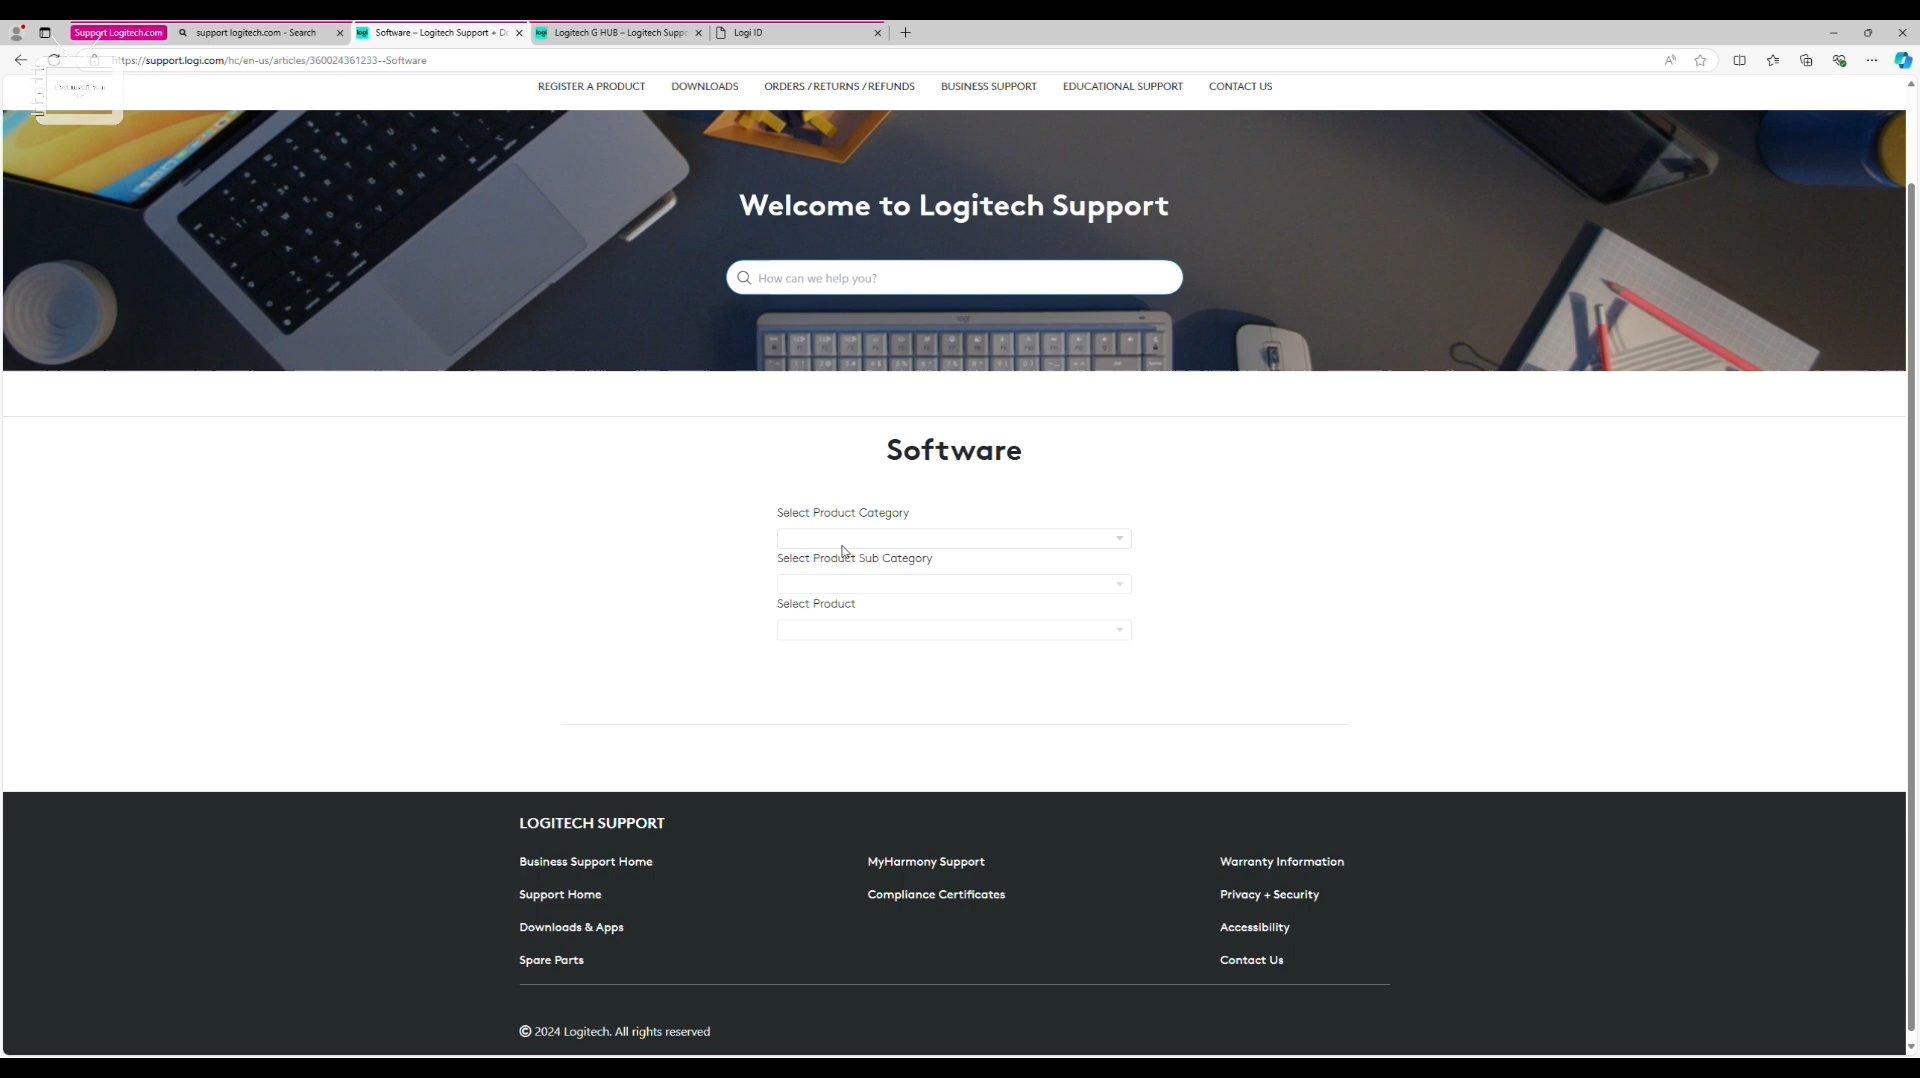 Support Logitech.com
support logitech.com - Search
logi
Software – Logitech Support + Do
logi
Logitech G HUB – Logitech Suppo
Logi ID
https://support.logi.com/hc/en-us/articles/360024361233--Software
REGISTER A PRODUCT
DOWNLOADS
ORDERS / RETURNS / REFUNDS
BUSINESS SUPPORT
EDUCATIONAL SUPPORT
CONTACT US
Welcome to Logitech Support
How can we help you?
Software
Select Product Category
Select Product Sub Category
Select Product
LOGITECH SUPPORT
Business Support Home
MyHarmony Support
Warranty Information
Support Home
Compliance Certificates
Privacy + Security
Downloads & Apps
Accessibility
Spare Parts
Contact Us
© 2024 Logitech. All rights reserved